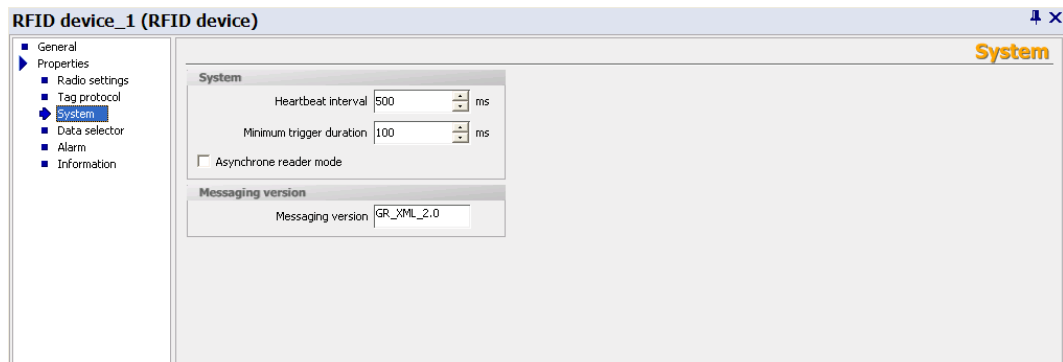 RFID device_1 (RFID device)
General
Properties
Radio settings
Tag protocol
System
Data selector
Alarm
Information
System
System
Heartbeat interval 500 ms
Minimum trigger duration 100 ms
Asynchrone reader mode
Messaging version
Messaging version GR_XML_2.0